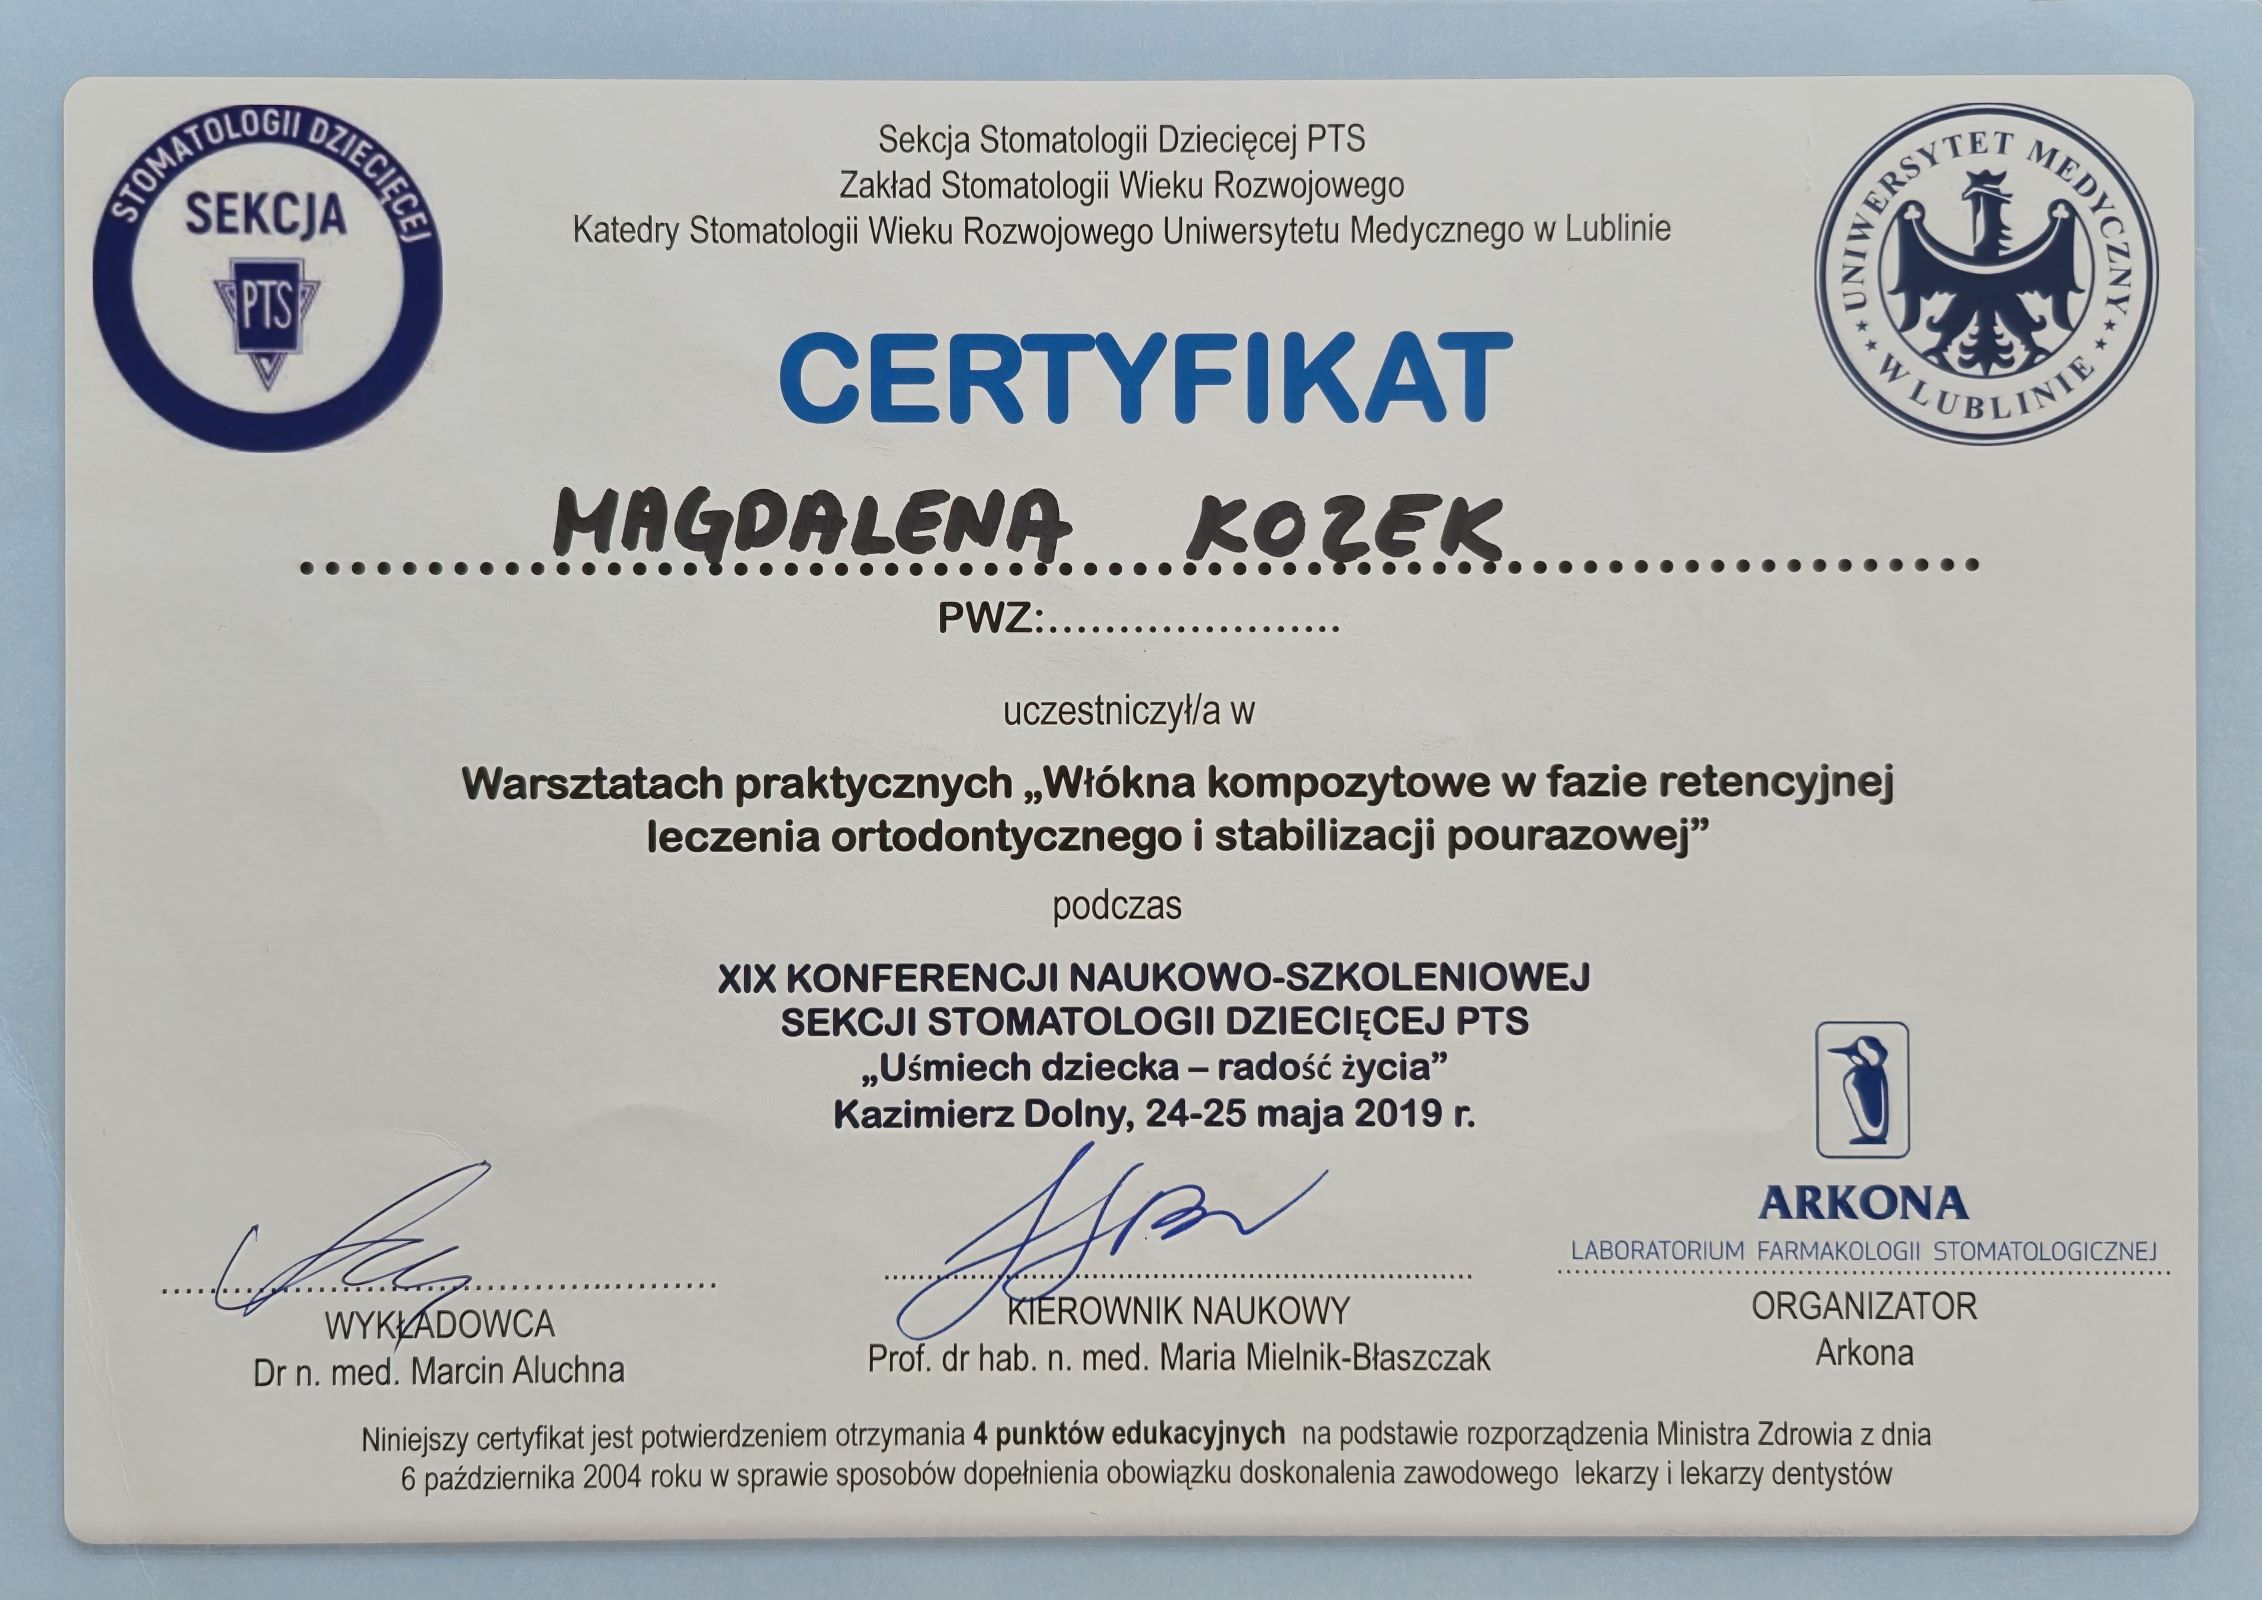 STOMATOLOGII DZIECIĘCEJ
SEKCJA
PTS
Sekcja Stomatologii Dziecięcej PTS
Zakład Stomatologii Wieku Rozwojowego
Katedry Stomatologii Wieku Rozwojowego Uniwersytetu Medycznego w Lublinie
UNIWERSYTET MEDYCZNY
W LUBLINIE
CERTYFIKAT
MAGDALENA KOZEK
PWZ:.....................
uczestniczył/a w
Warsztatach praktycznych „Włókna kompozytowe w fazie retencyjnej
leczenia ortodontycznego i stabilizacji pourazowej”
podczas
XIX KONFERENCJI NAUKOWO-SZKOLENIOWEJ
SEKCJI STOMATOLOGII DZIECIĘCEJ PTS
„Uśmiech dziecka – radość życia”
Kazimierz Dolny, 24-25 maja 2019 r.
ARKONA
LABORATORIUM FARMAKOLOGII STOMATOLOGICZNEJ
WYKŁADOWCA
Dr n. med. Marcin Aluchna
KIEROWNIK NAUKOWY
Prof. dr hab. n. med. Maria Mielnik-Błaszczak
ORGANIZATOR
Arkona
Niniejszy certyfikat jest potwierdzeniem otrzymania 4 punktów edukacyjnych na podstawie rozporządzenia Ministra Zdrowia z dnia
6 października 2004 roku w sprawie sposobów dopełnienia obowiązku doskonalenia zawodowego lekarzy i lekarzy dentystów